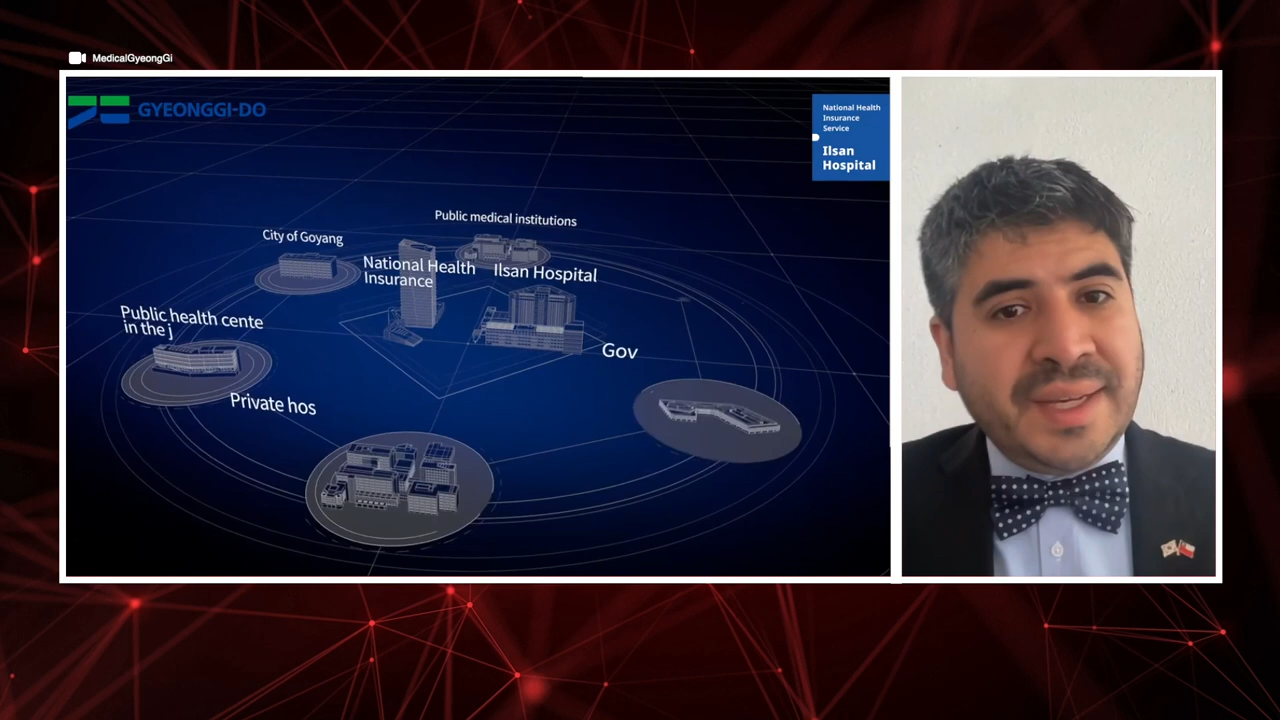 MedicalGyeongGi
GYEONGGI-DO
National Health
Insurance
Service
Ilsan
Hospital
Public medical institutions
City of Goyang
National Health
Insurance
Ilsan Hospital
Public health cente
in the j
Gov
Private hos